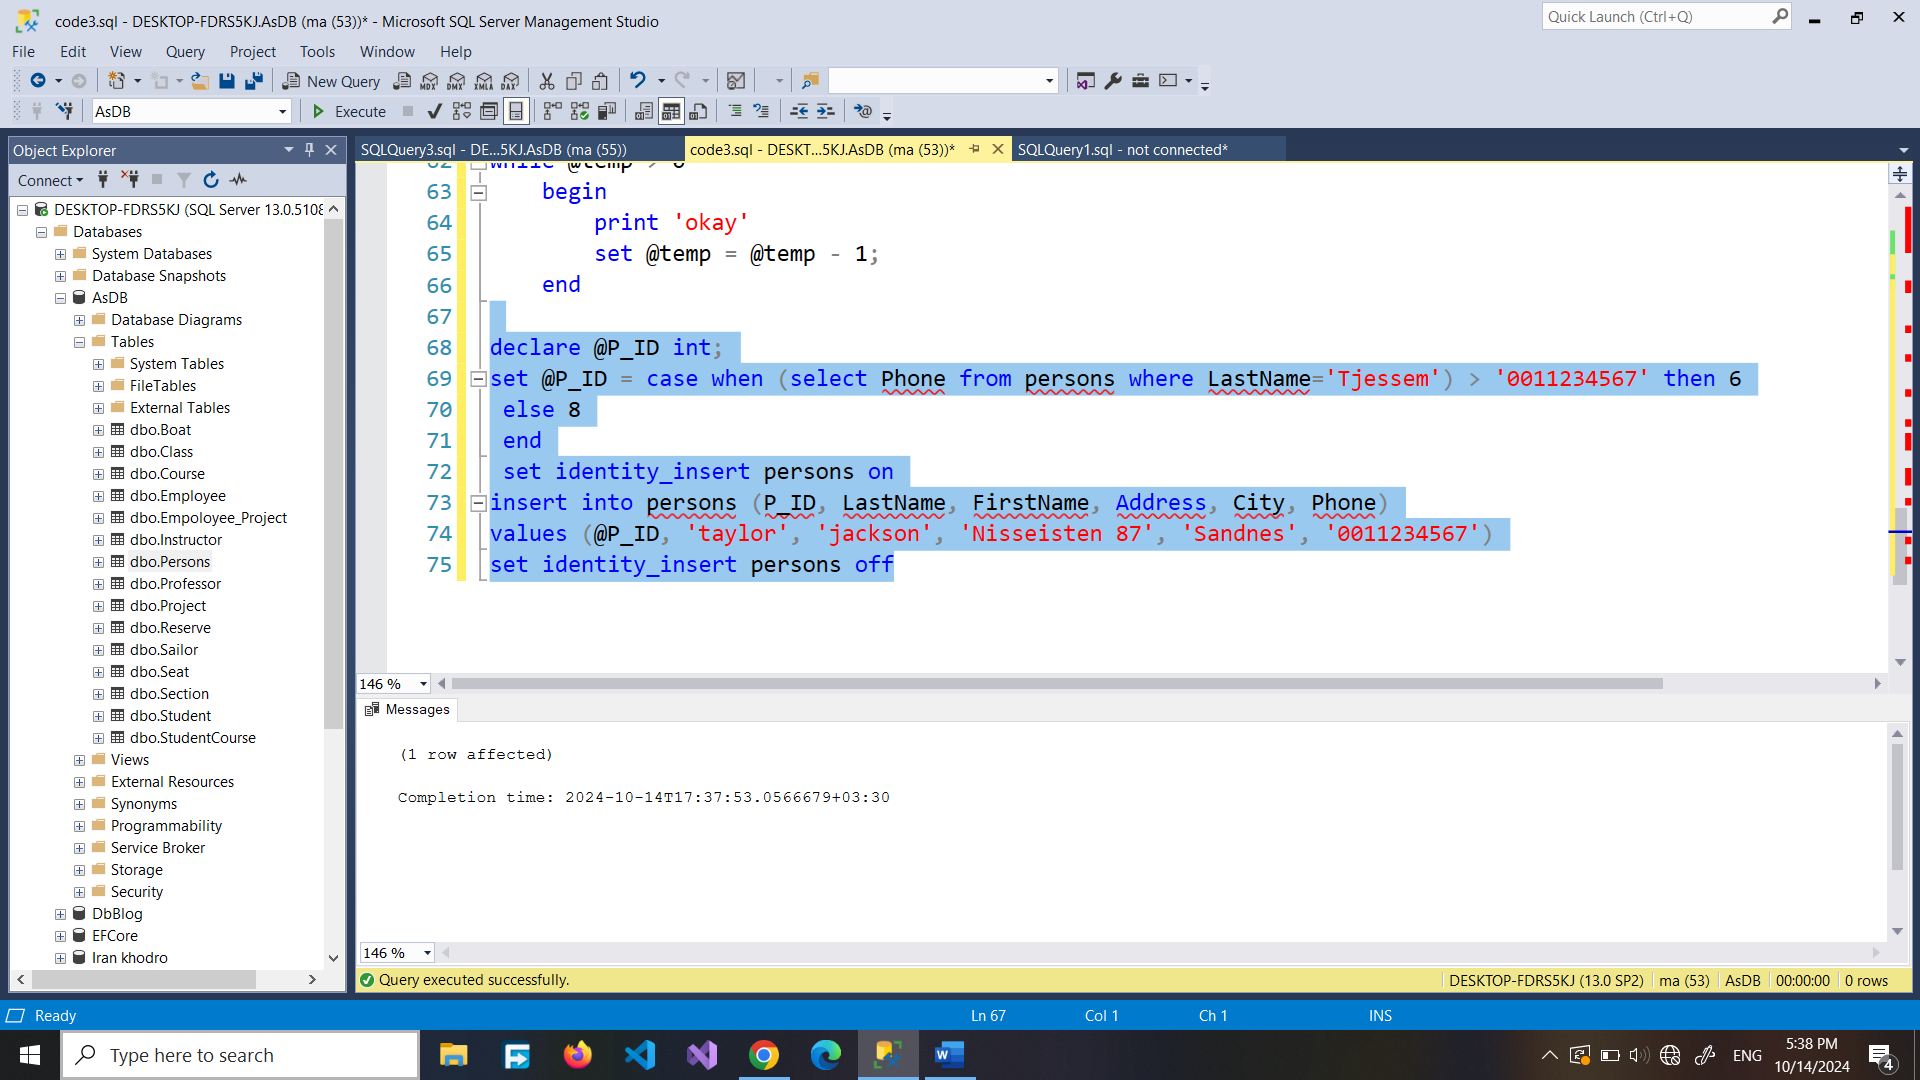 code3.sql - DESKTOP-FDRS5KJ.AsDB (ma (53))* - Microsoft SQL Server Management Studio
Quick Launch (Ctrl+Q)
File Edit View Query Project Tools Window Help
New Query MDX DMX XMLA DAX
AsDB Execute
Object Explorer
Connect
DESKTOP-FDRS5KJ (SQL Server 13.0.5108
Databases
System Databases
Database Snapshots
AsDB
Database Diagrams
Tables
System Tables
FileTables
External Tables
dbo.Boat
dbo.Class
dbo.Course
dbo.Employee
dbo.Empoloyee_Project
dbo.Instructor
dbo.Persons
dbo.Professor
dbo.Project
dbo.Reserve
dbo.Sailor
dbo.Seat
dbo.Section
dbo.Student
dbo.StudentCourse
Views
External Resources
Synonyms
Programmability
Service Broker
Storage
Security
DbBlog
EFCore
Iran khodro
SQLQuery3.sql - DE...5KJ.AsDB (ma (55)) code3.sql - DESKT...5KJ.AsDB (ma (53))* SQLQuery1.sql - not connected*
62 while @temp > 0
63 begin
64 print 'okay'
65 set @temp = @temp - 1;
66 end
67
68 declare @P_ID int;
69 set @P_ID = case when (select Phone from persons where LastName='Tjessem') > '0011234567' then 6
70 else 8
71 end
72 set identity_insert persons on
73 insert into persons (P_ID, LastName, FirstName, Address, City, Phone)
74 values (@P_ID, 'taylor', 'jackson', 'Nisseisten 87', 'Sandnes', '0011234567')
75 set identity_insert persons off
146 %
Messages
(1 row affected)
Completion time: 2024-10-14T17:37:53.0566679+03:30
146 %
Query executed successfully. DESKTOP-FDRS5KJ (13.0 SP2) ma (53) AsDB 00:00:00 0 rows
Ready Ln 67 Col 1 Ch 1 INS
Type here to search
ENG
5:38 PM
10/14/2024
4